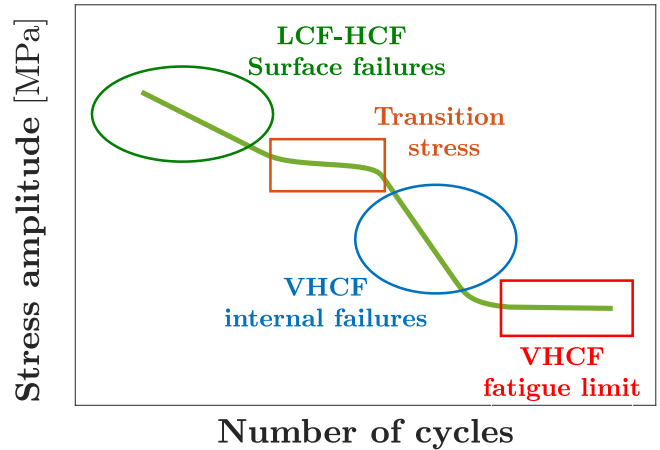 LCF-HCF
Surface failures
Transition
stress
VHCF
internal failures
VHCF
fatigue limit
Stress amplitude [MPa]
Number of cycles